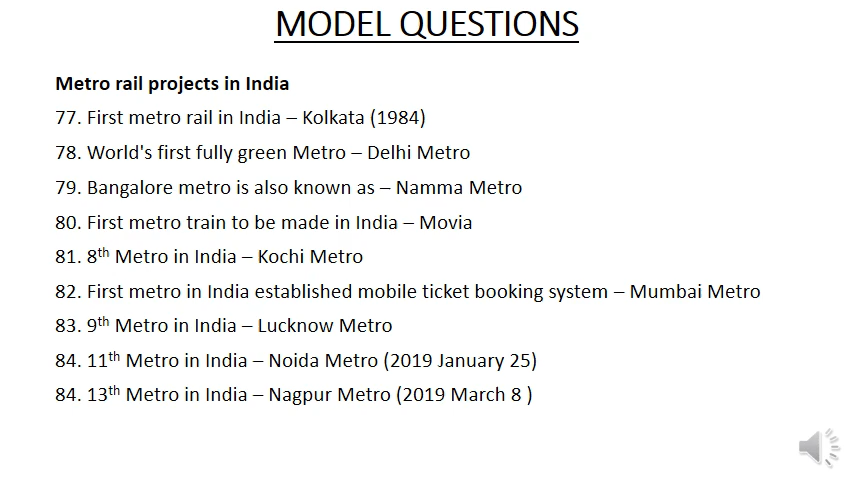 MODEL QUESTIONS
Metro rail projects in India
77. First metro rail in India – Kolkata (1984)
78. World's first fully green Metro – Delhi Metro
79. Bangalore metro is also known as – Namma Metro
80. First metro train to be made in India – Movia
81. 8th Metro in India – Kochi Metro
82. First metro in India established mobile ticket booking system – Mumbai Metro
83. 9th Metro in India – Lucknow Metro
84. 11th Metro in India – Noida Metro (2019 January 25)
84. 13th Metro in India – Nagpur Metro (2019 March 8 )